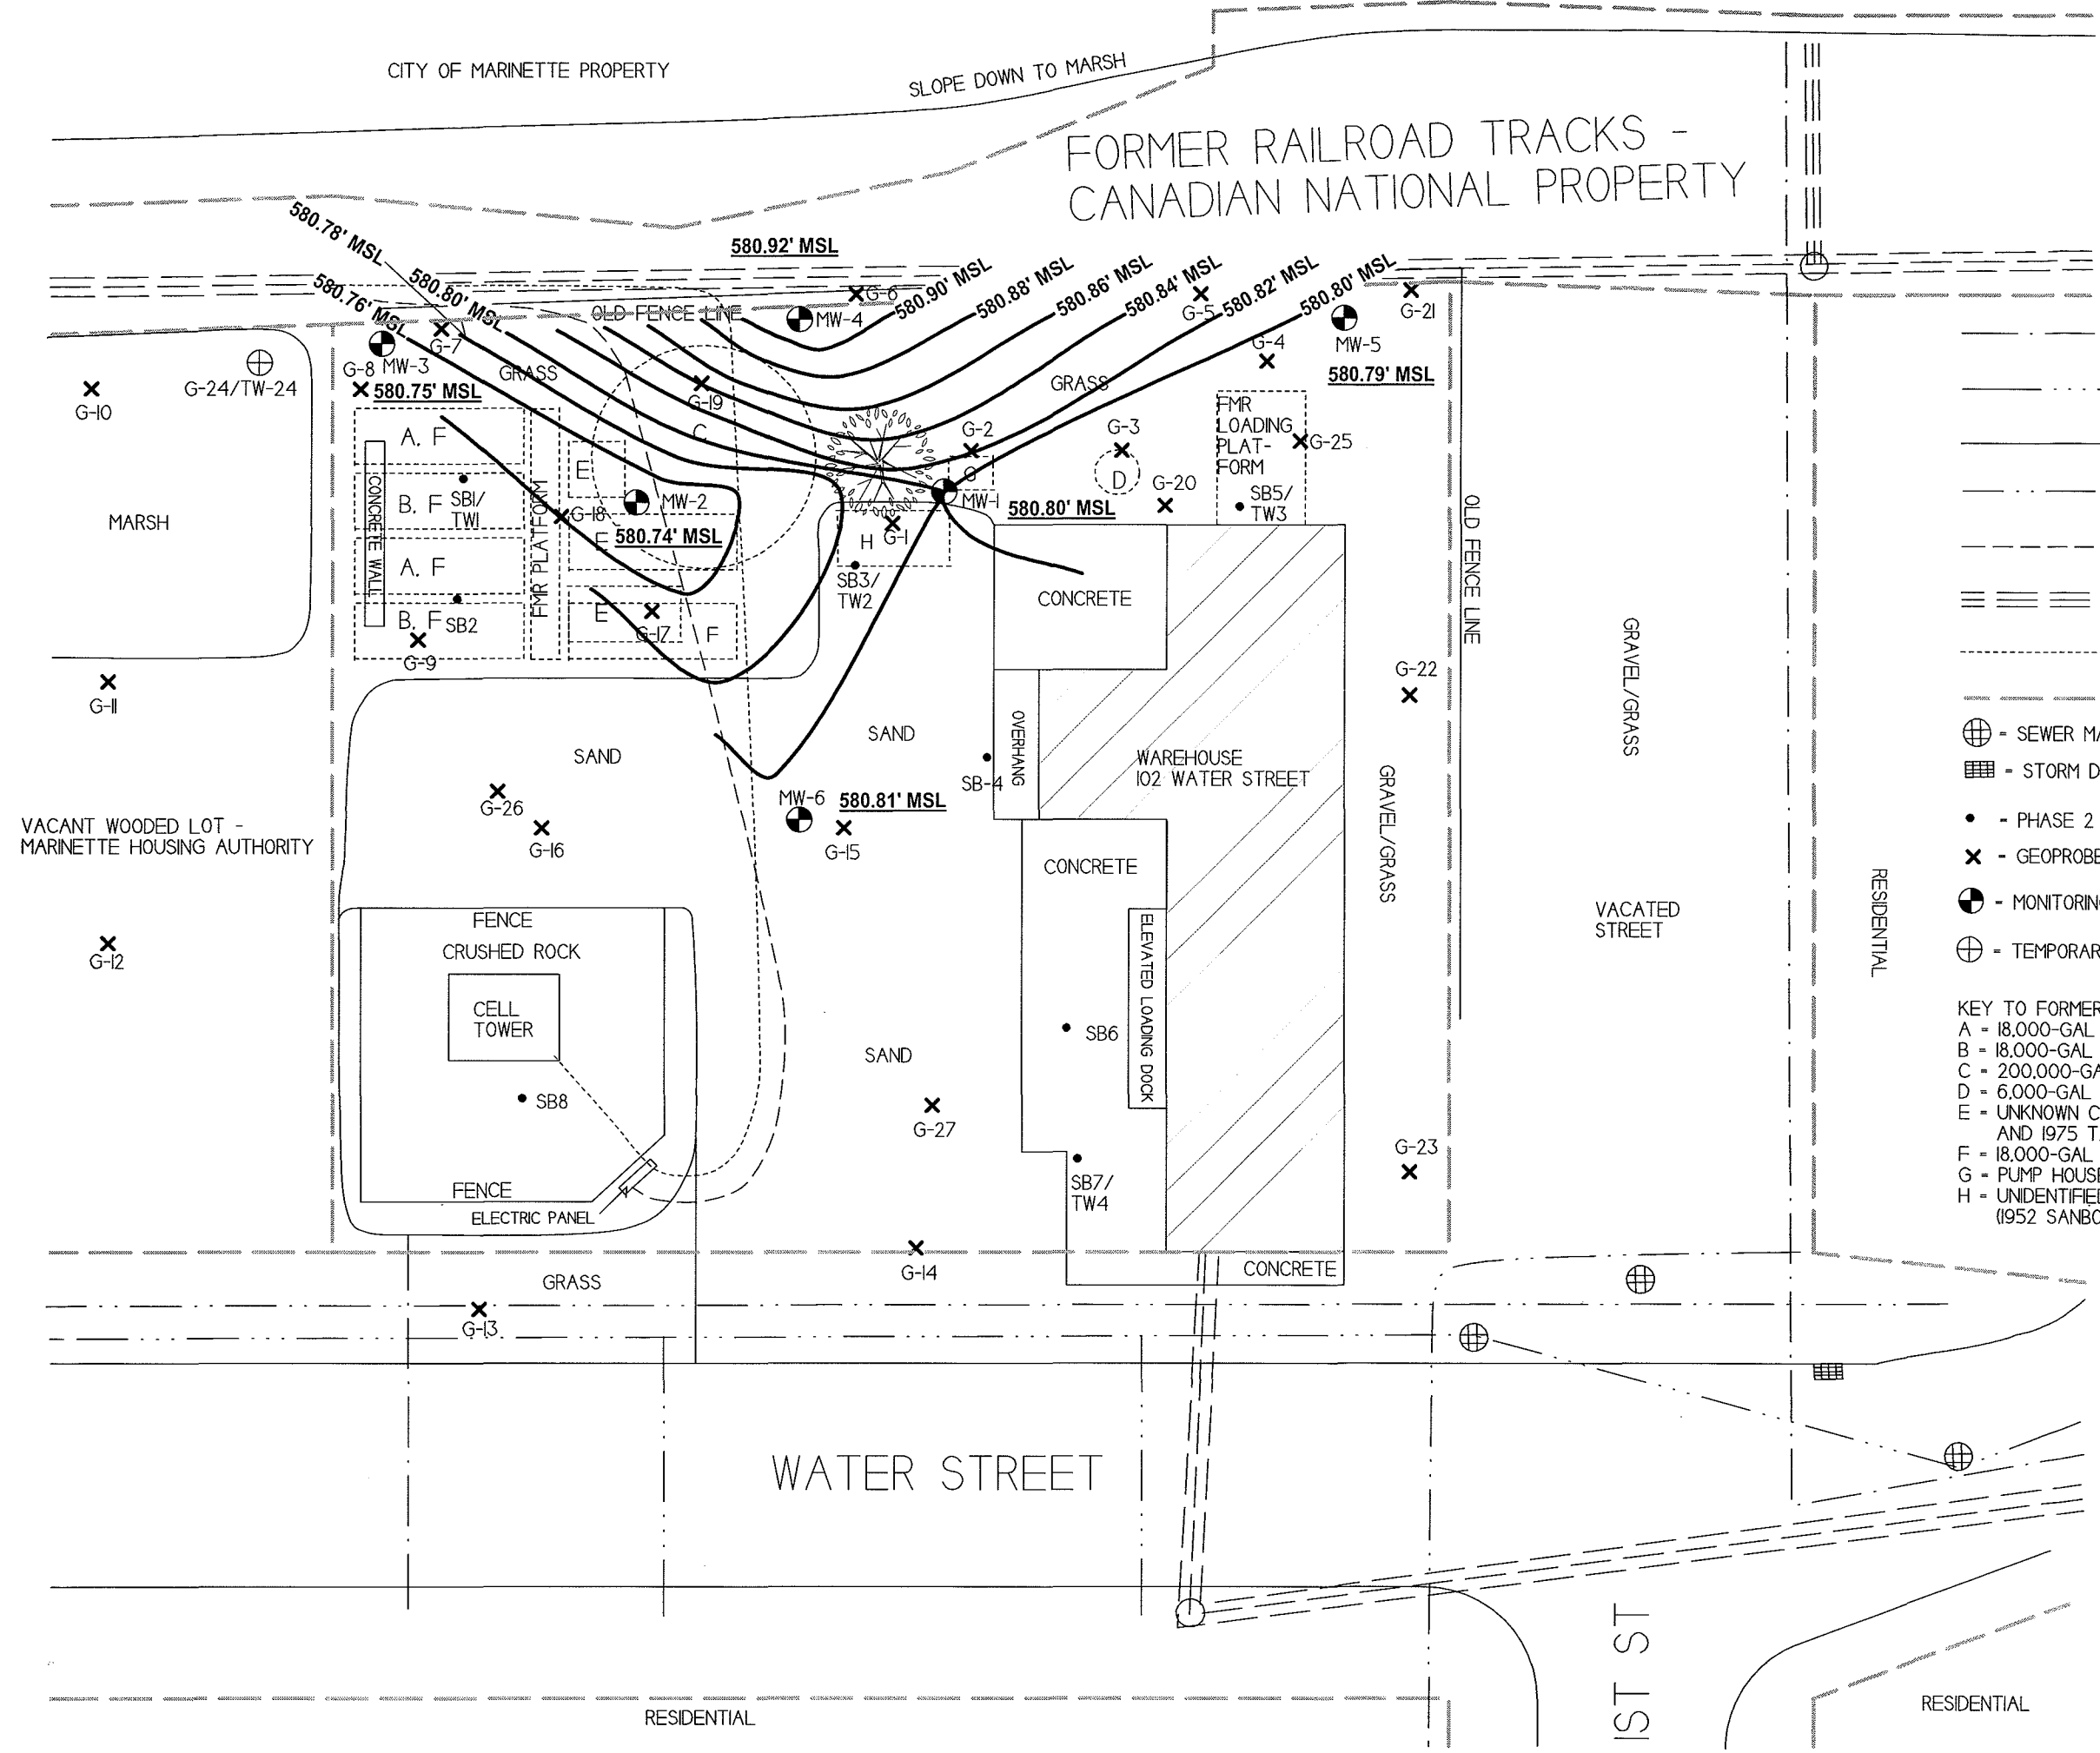 CITY OF MARINETTE PROPERTY
SLOPE DOWN TO MARSH
FORMER RAILROAD TRACKS -
CANADIAN NATIONAL PROPERTY
580.78' MSL
580.76' MSL
580.80' MSL
580.92' MSL
580.90' MSL
580.88' MSL
580.86' MSL
580.84' MSL
580.82' MSL
580.80' MSL
OLD FENCE LINE
G-6
MW-4
G-5
G-21
MW-5
580.79' MSL
G-4
G-7
MW-3
G-8
580.75' MSL
G-24/TW-24
G-10
GRASS
G-19
C
GRASS
G-2
G
MW-1
580.80' MSL
G-3
D
G-20
FMR
LOADING
PLAT-
FORM
G-25
SB5/
TW3
A, F
B, F
A, F
B, F
CONCRETE WALL
SB1/
TW1
SB2
G-9
FMR PLATFORM
E
MW-2
G-18
E
580.74' MSL
E
G-17
F
H
G-1
SB3/
TW2
MARSH
G-11
CONCRETE
OVERHANG
SB-4
WAREHOUSE
102 WATER STREET
OLD FENCE LINE
G-22
GRAVEL/GRASS
GRAVEL/GRASS
SAND
SAND
MW-6
580.81' MSL
G-15
G-26
G-16
VACANT WOODED LOT -
MARINETTE HOUSING AUTHORITY
G-12
FENCE
CRUSHED ROCK
CELL
TOWER
SB8
FENCE
ELECTRIC PANEL
CONCRETE
ELEVATED LOADING DOCK
SB6
SAND
G-27
SB7/
TW4
G-23
VACATED
STREET
RESIDENTIAL
- SEWER MA
- STORM D
- PHASE 2
- GEOPROBE
- MONITORING
- TEMPORAR
KEY TO FORMER
A = 18,000-GAL
B = 18,000-GAL
C = 200,000-GA
D = 6,000-GAL
E = UNKNOWN C
AND 1975 T
F = 18,000-GAL
G = PUMP HOUSE
H = UNIDENTIFIED
(1952 SANBO
G-14
GRASS
G-13
CONCRETE
WATER STREET
1ST ST
RESIDENTIAL
RESIDENTIAL